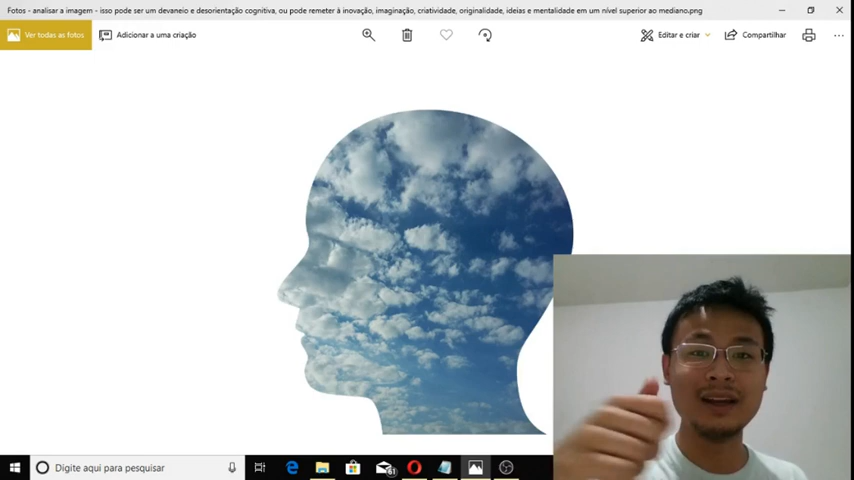 Fotos - analisar a imagem - isso pode ser um devaneio e desorientação cognitiva, ou pode remeter à inovação, imaginação, criatividade, originalidade, ideias e mentalidade em um nível superior ao mediano.png
Ver todas as fotos
Adicionar a uma criação
Editar e criar
Compartilhar
Digite aqui para pesquisar
61